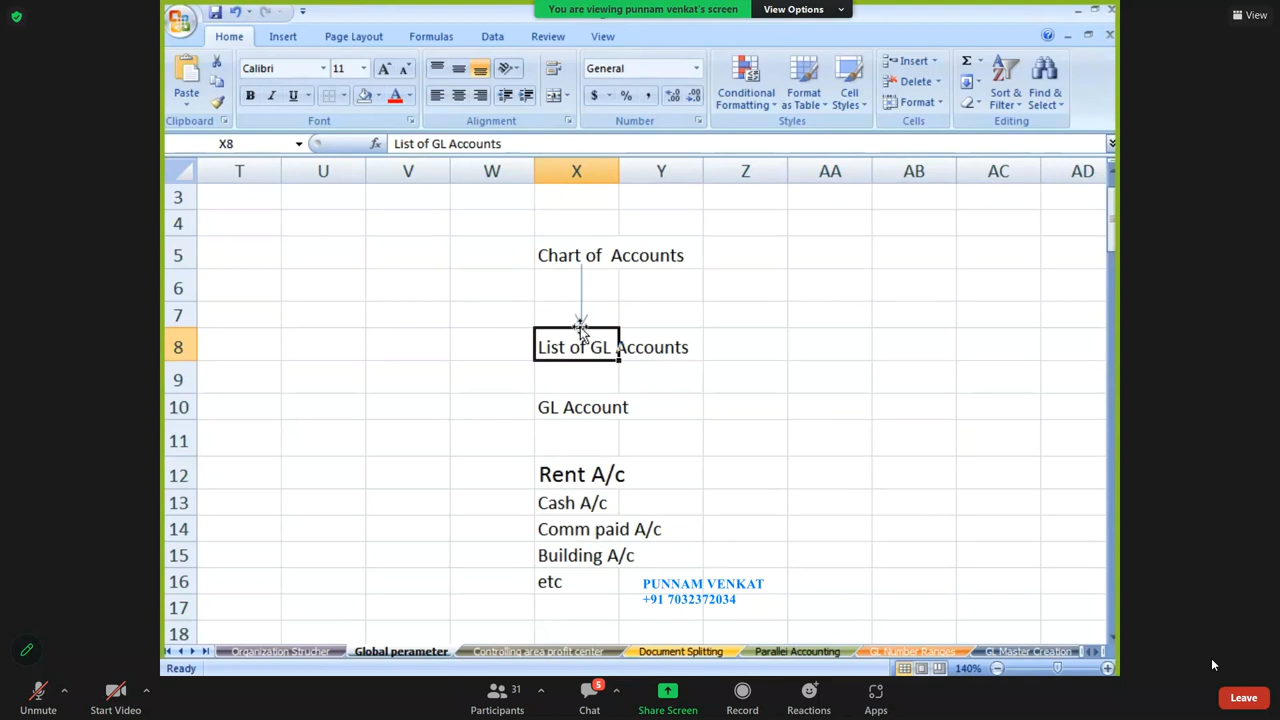 You are viewing punnam venkat's screen
View Options
View
Home Insert Page Layout Formulas Data Review View
Paste
Calibri 11
B I U
General
$ % ,
Conditional Formatting
Format as Table
Cell Styles
Insert
Delete
Format
Σ
Sort & Filter
Find & Select
Clipboard Font Alignment Number Styles Cells Editing
X8 fx List of GL Accounts
T U V W X Y Z AA AB AC AD
3
4
5 Chart of Accounts
6
7
8 List of GL Accounts
9
10 GL Account
11
12 Rent A/c
13 Cash A/c
14 Comm paid A/c
15 Building A/c
16 etc PUNNAM VENKAT
+91 7032372034
17
18
Organization Strucher Global perameter Controlling area profit center Document Splitting Parallel Accounting GL Number Ranges GL Master Creation
Ready 140%
Unmute Start Video 31 Participants 5 Chat Share Screen Record Reactions Apps Leave